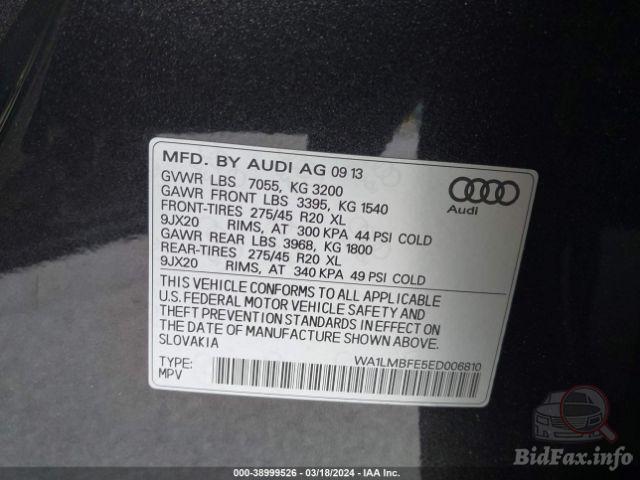 MFD. BY AUDI AG 09 13
GVWR LBS 7055, KG 3200
GAWR FRONT LBS 3395, KG 1540
FRONT-TIRES 275/45 R20 XL
9JX20 RIMS, AT 300 KPA 44 PSI COLD
GAWR REAR LBS 3968, KG 1800
REAR-TIRES 275/45 R20 XL
9JX20 RIMS, AT 340 KPA 49 PSI COLD
Audi
THIS VEHICLE CONFORMS TO ALL APPLICABLE
U.S. FEDERAL MOTOR VEHICLE SAFETY AND
THEFT PREVENTION STANDARDS IN EFFECT ON
THE DATE OF MANUFACTURE SHOWN ABOVE.
SLOVAKIA
WA1LMBFE5ED006810
TYPE:
MPV
BidFax.info
000-38999526 - 03/18/2024 - IAA Inc.